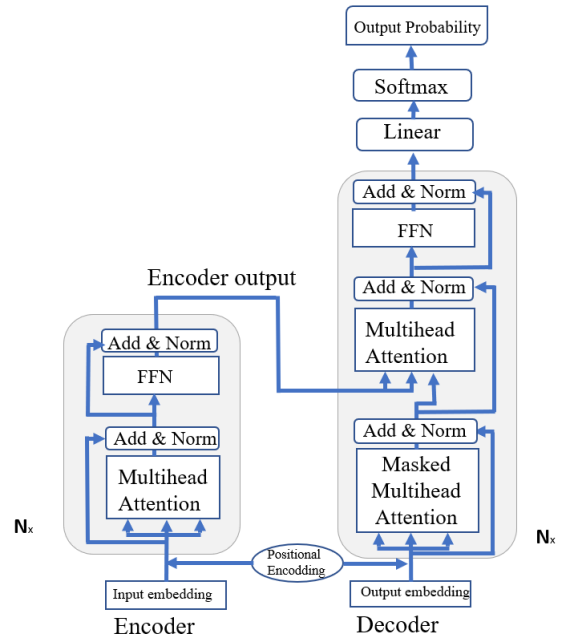 Output Probability
Softmax
Linear
Add & Norm
FFN
Add & Norm
Multihead
Attention
Add & Norm
Masked
Multihead
Attention
Nx
Output embedding
Decoder
Encoder output
Add & Norm
FFN
Add & Norm
Multihead
Attention
Nx
Input embedding
Encoder
Positional
Encodding